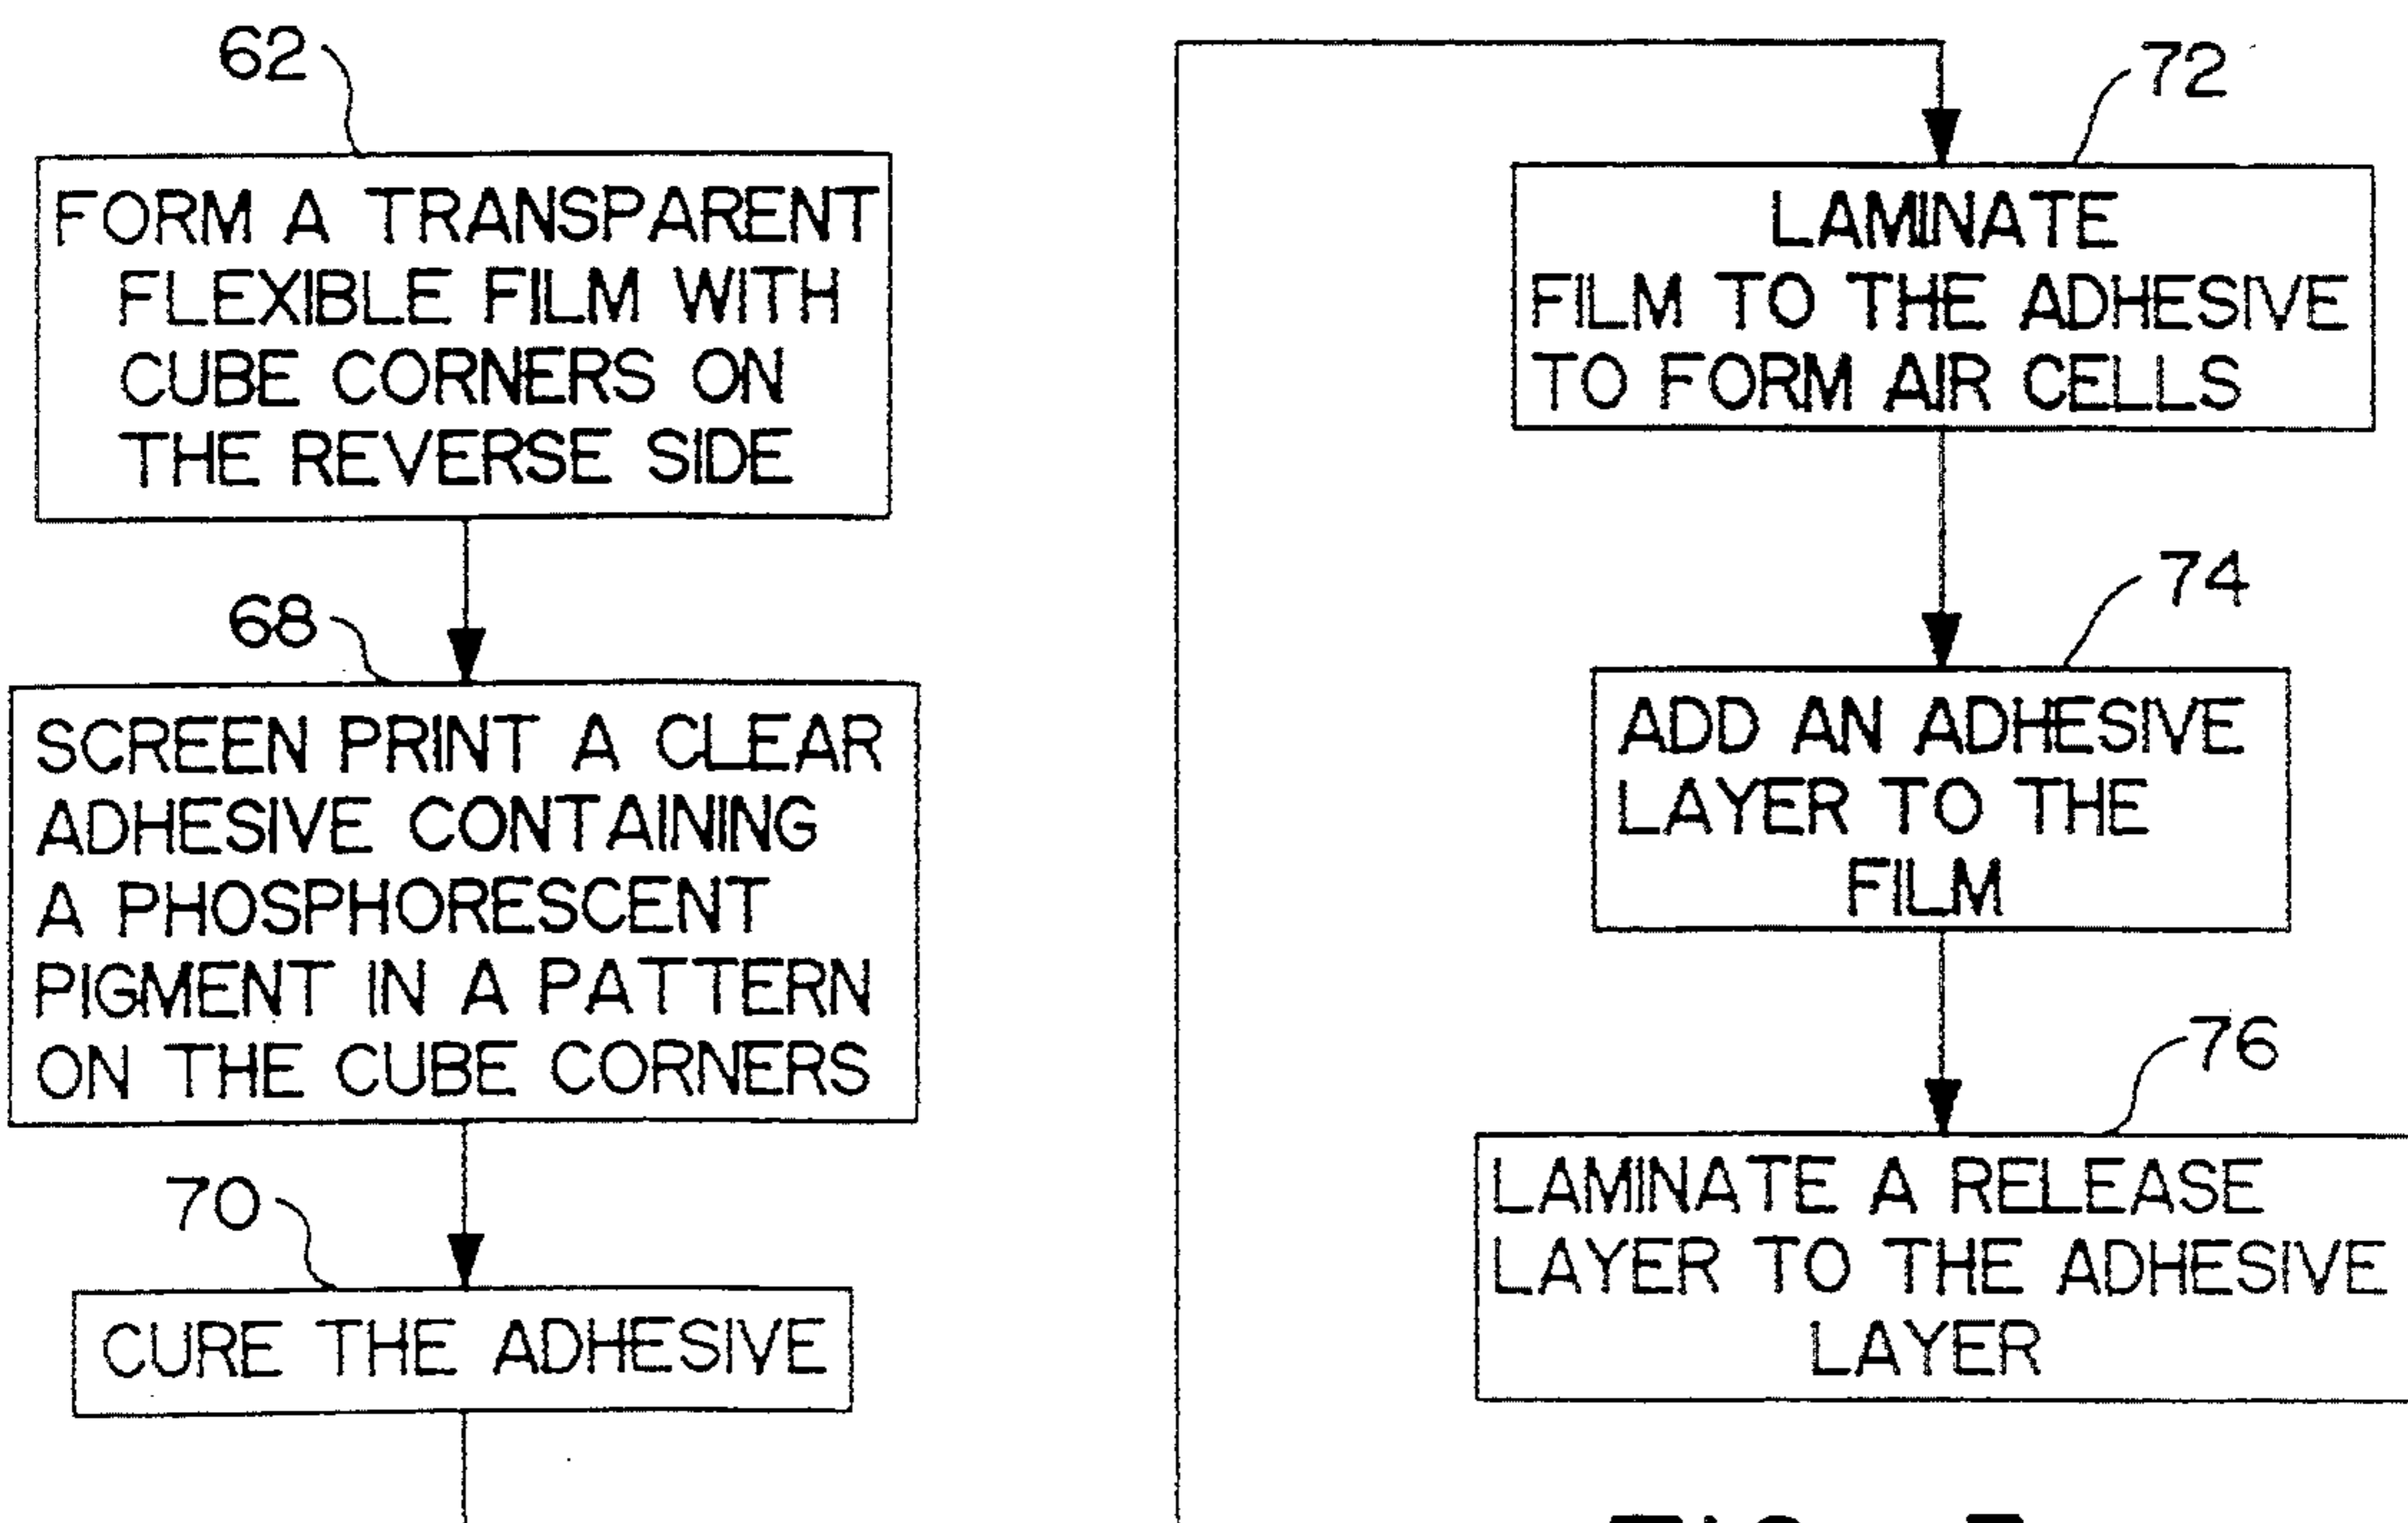 62
FORM A TRANSPARENT
FLEXIBLE FILM WITH
CUBE CORNERS ON
THE REVERSE SIDE
68
SCREEN PRINT A CLEAR
ADHESIVE CONTAINING
A PHOSPHORESCENT
PIGMENT IN A PATTERN
ON THE CUBE CORNERS
70
CURE THE ADHESIVE
72
LAMINATE
FILM TO THE ADHESIVE
TO FORM AIR CELLS
74
ADD AN ADHESIVE
LAYER TO THE
FILM
76
LAMINATE A RELEASE
LAYER TO THE ADHESIVE
LAYER